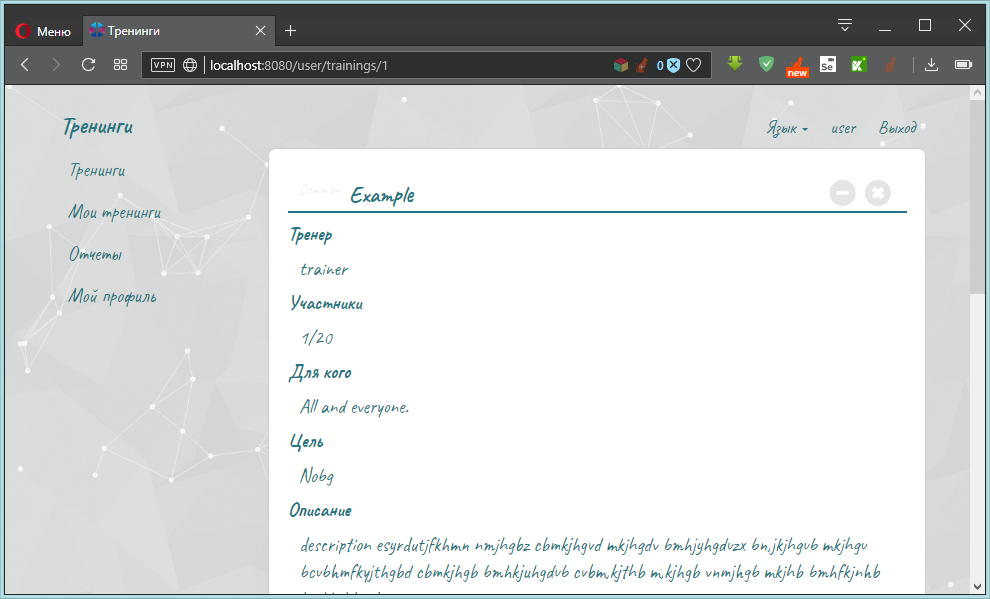 Меню
Тренинги
VPN
localhost:8080/user/trainings/1
0
new
Se
Тренинги
Язык
user
Выход
Тренинги
Мои тренинги
Отчеты
Мой профиль
Common
Example
Тренер
trainer
Участники
1/20
Для кого
All and everyone.
Цель
Nobg
Описание
description esyrdutjfkhmn nmjhgbz cbmkjhgvd mkjhgdv bmhjyhgdvzx bn,jkjhgvb mkjhgv
bcvbhmfkyjthgbd cbmkjhgb bmhkjuhgdvb cvbm,kjthb m,kjhgb vnmjhgb mkjhb bmhfkjnhb